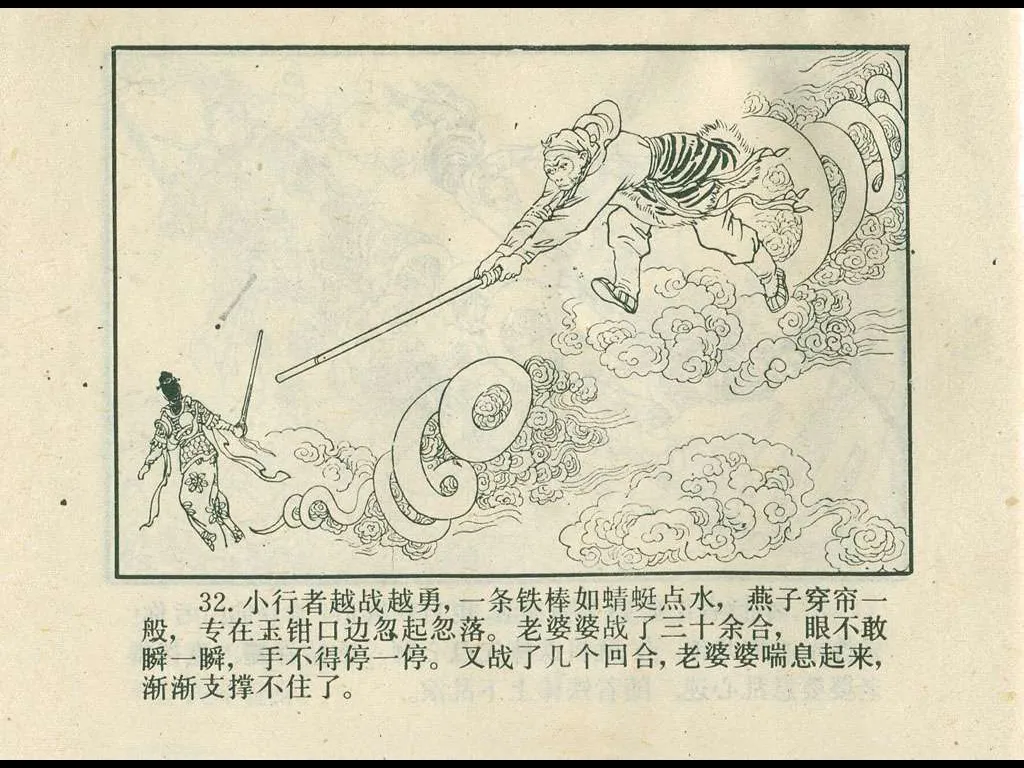 32. 小行者越战越勇，一条铁棒如蜻蜓点水，燕子穿帘一
般，专在玉钳口边忽起忽落。老婆婆战了三十余合，眼不敢
瞬一瞬，手不得停一停。又战了几个回合，老婆婆喘息起来，
渐渐支撑不住了。